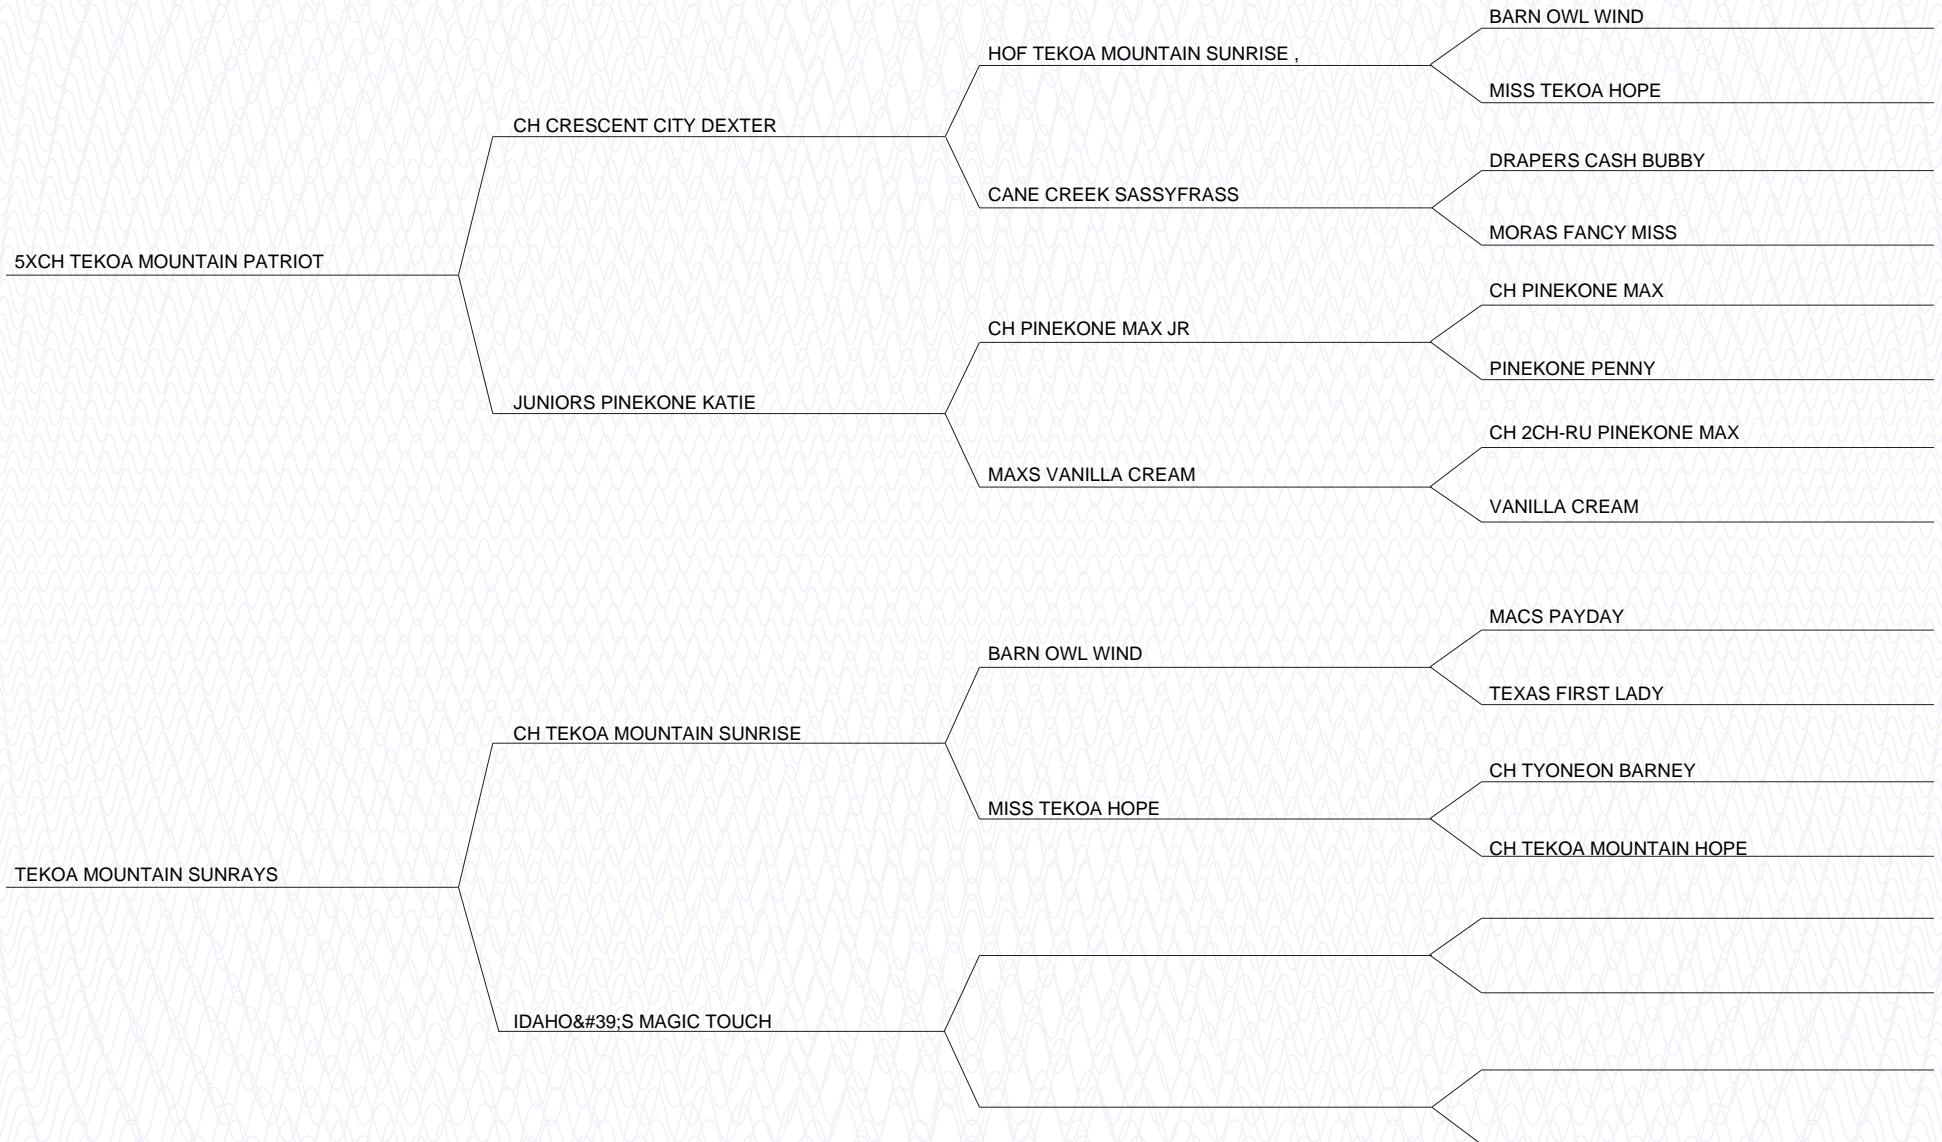 BARN OWL WIND
HOF TEKOA MOUNTAIN SUNRISE ,
MISS TEKOA HOPE
CH CRESCENT CITY DEXTER
DRAPERS CASH BUBBY
CANE CREEK SASSYFRASS
MORAS FANCY MISS
5XCH TEKOA MOUNTAIN PATRIOT
CH PINEKONE MAX
CH PINEKONE MAX JR
PINEKONE PENNY
JUNIORS PINEKONE KATIE
CH 2CH-RU PINEKONE MAX
MAXS VANILLA CREAM
VANILLA CREAM
MACS PAYDAY
BARN OWL WIND
TEXAS FIRST LADY
CH TEKOA MOUNTAIN SUNRISE
CH TYONEON BARNEY
MISS TEKOA HOPE
CH TEKOA MOUNTAIN HOPE
TEKOA MOUNTAIN SUNRAYS
IDAHO&#39;S MAGIC TOUCH